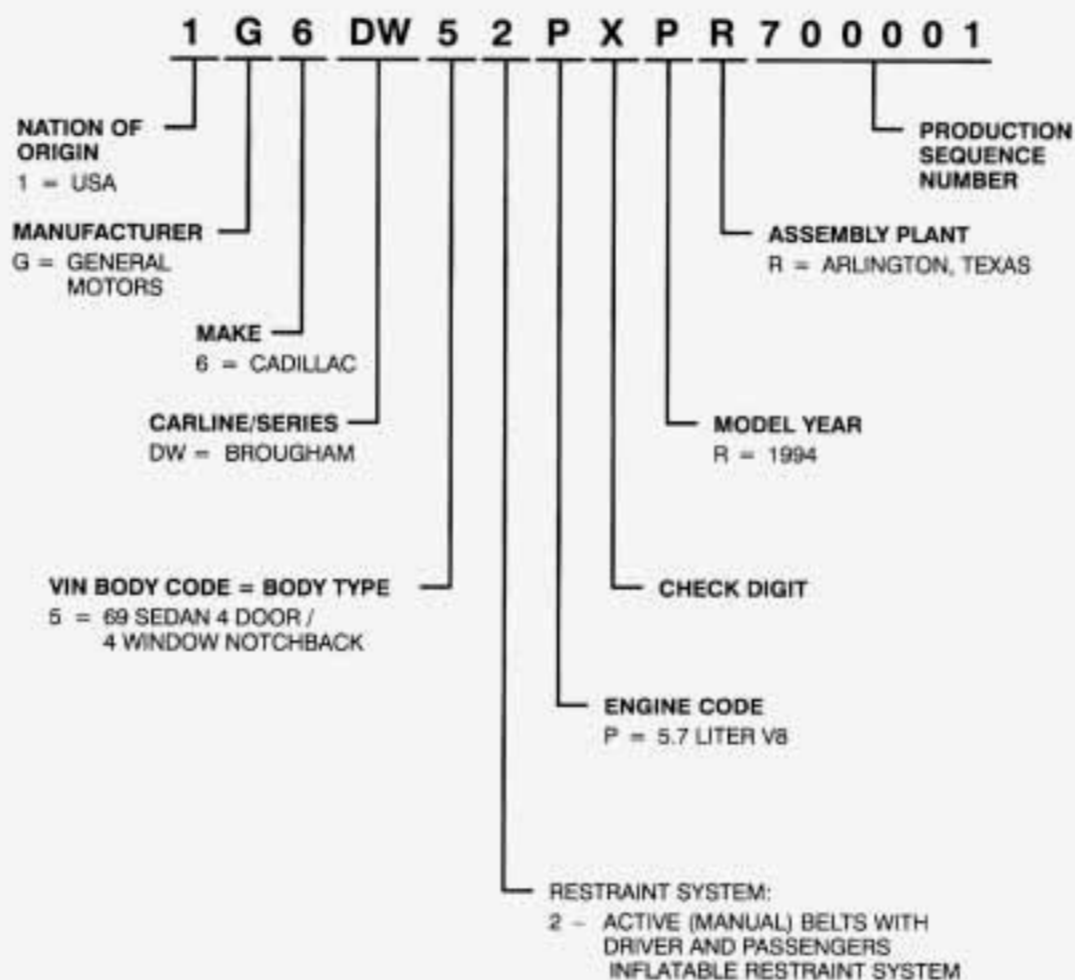 1 G 6 DW 5 2 P X P R 7 0 0 0 0 1
NATION OF
ORIGIN
1 = USA
PRODUCTION
SEQUENCE
NUMBER
MANUFACTURER
G = GENERAL
MOTORS
ASSEMBLY PLANT
R = ARLINGTON, TEXAS
MAKE
6 = CADILLAC
CARLINE/SERIES
DW = BROUGHAM
MODEL YEAR
R = 1994
VIN BODY CODE = BODY TYPE
5 = 69 SEDAN 4 DOOR /
4 WINDOW NOTCHBACK
CHECK DIGIT
ENGINE CODE
P = 5.7 LITER V8
RESTRAINT SYSTEM:
2 – ACTIVE (MANUAL) BELTS WITH
DRIVER AND PASSENGERS
INFLATABLE RESTRAINT SYSTEM